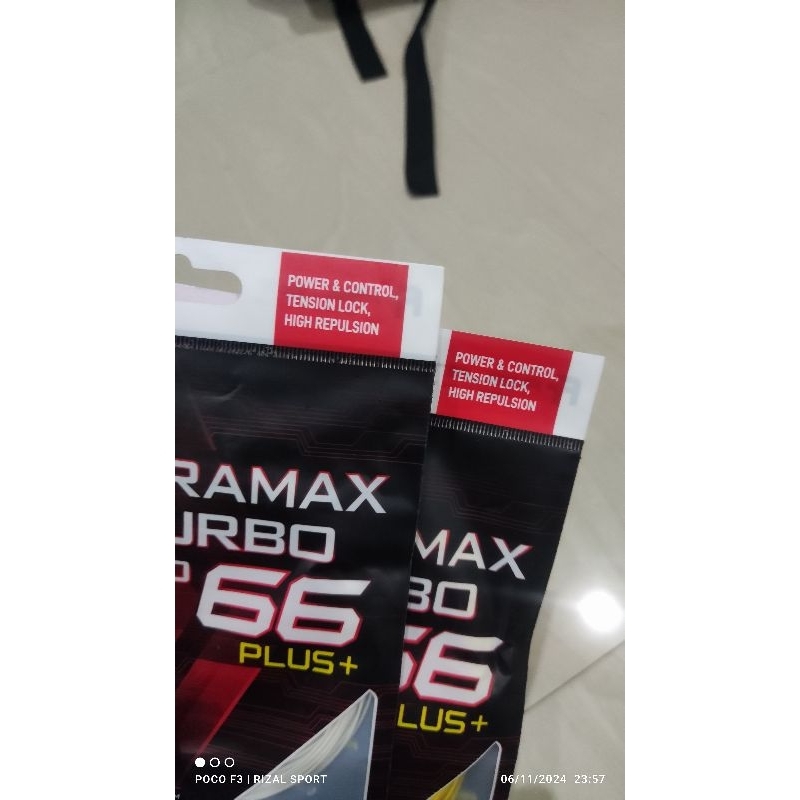 POWER & CONTROL,
TENSION LOCK,
HIGH REPULSION
RAMAX
URBO
66
PLUS+
POWER & CONTROL,
TENSION LOCK,
HIGH REPULSION
MAX
BO
66
LUS+
POCO F3 | RIZAL SPORT
06/11/2024 23:57